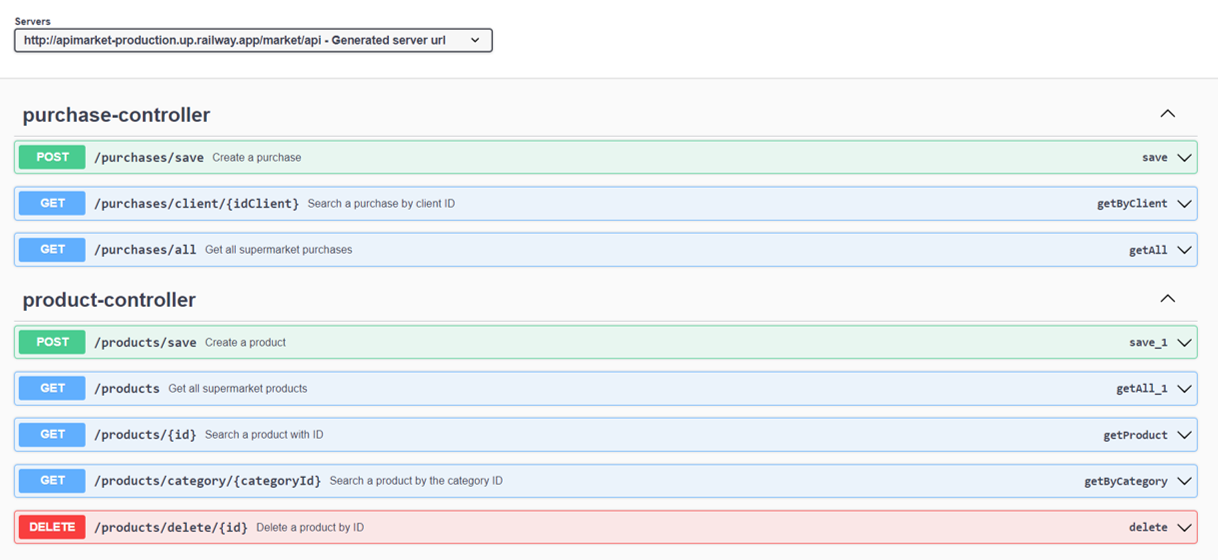 Servers
http://apimarket-production.up.railway.app/market/api - Generated server url
purchase-controller
POST /purchases/save Create a purchase save
GET /purchases/client/{idClient} Search a purchase by client ID getByClient
GET /purchases/all Get all supermarket purchases getAll
product-controller
POST /products/save Create a product save_1
GET /products Get all supermarket products getAll_1
GET /products/{id} Search a product with ID getProduct
GET /products/category/{categoryId} Search a product by the category ID getByCategory
DELETE /products/delete/{id} Delete a product by ID delete